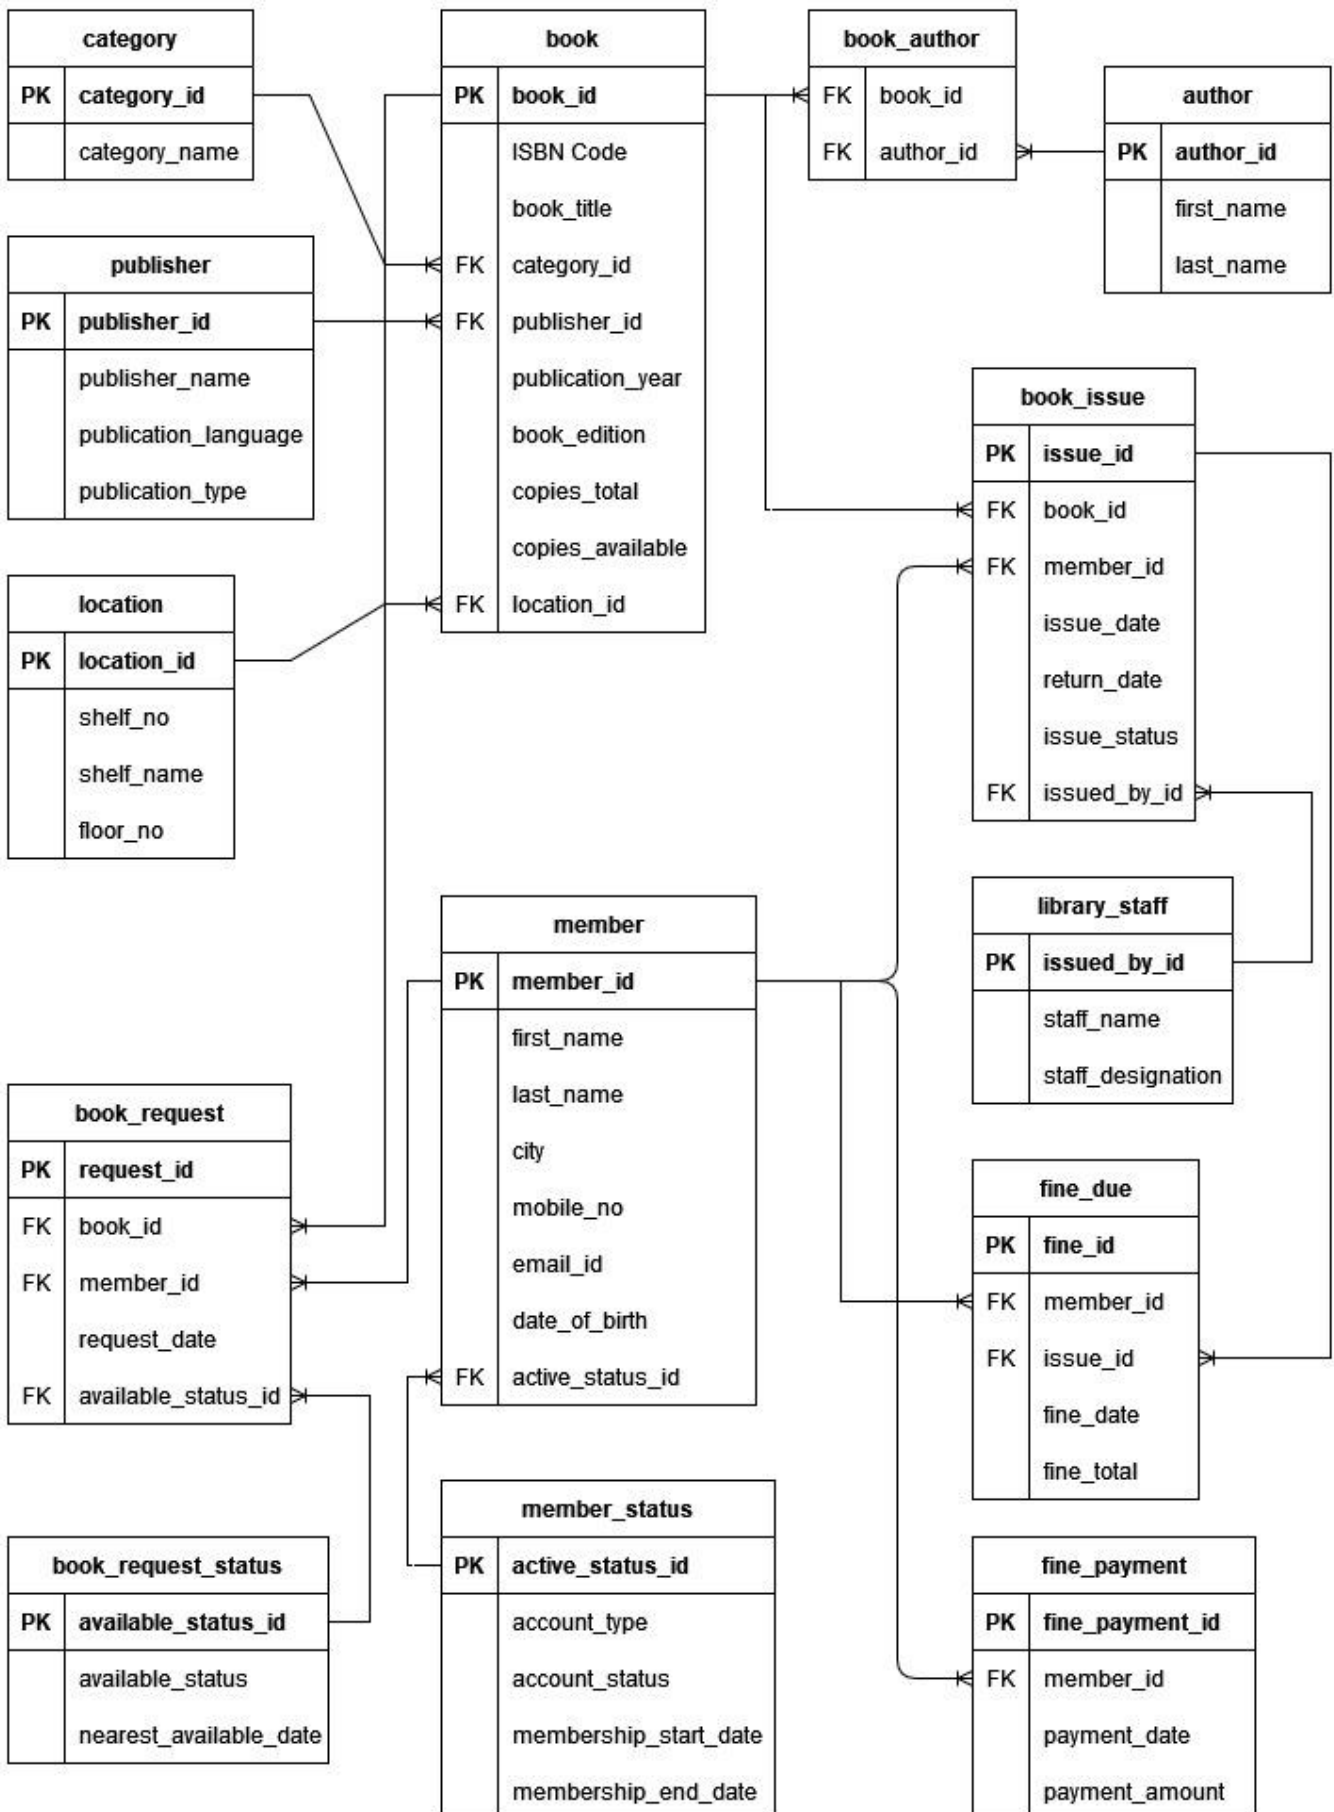 category
PK category_id
category_name
publisher
PK publisher_id
publisher_name
publication_language
publication_type
location
PK location_id
shelf_no
shelf_name
floor_no
book
PK book_id
ISBN Code
book_title
FK category_id
FK publisher_id
publication_year
book_edition
copies_total
copies_available
FK location_id
book_author
FK book_id
FK author_id
author
PK author_id
first_name
last_name
book_issue
PK issue_id
FK book_id
FK member_id
issue_date
return_date
issue_status
FK issued_by_id
library_staff
PK issued_by_id
staff_name
staff_designation
member
PK member_id
first_name
last_name
city
mobile_no
email_id
date_of_birth
FK active_status_id
book_request
PK request_id
FK book_id
FK member_id
request_date
FK available_status_id
book_request_status
PK available_status_id
available_status
nearest_available_date
member_status
PK active_status_id
account_type
account_status
membership_start_date
membership_end_date
fine_due
PK fine_id
FK member_id
FK issue_id
fine_date
fine_total
fine_payment
PK fine_payment_id
FK member_id
payment_date
payment_amount